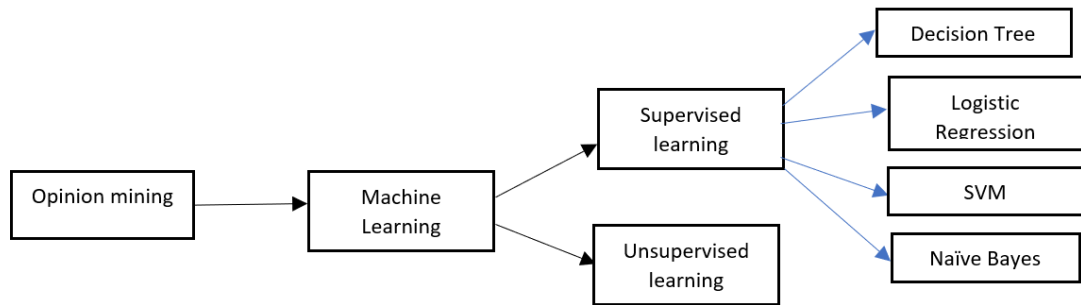 Opinion mining
Machine
Learning
Supervised
learning
Unsupervised
learning
Decision Tree
Logistic
Regression
SVM
Naïve Bayes